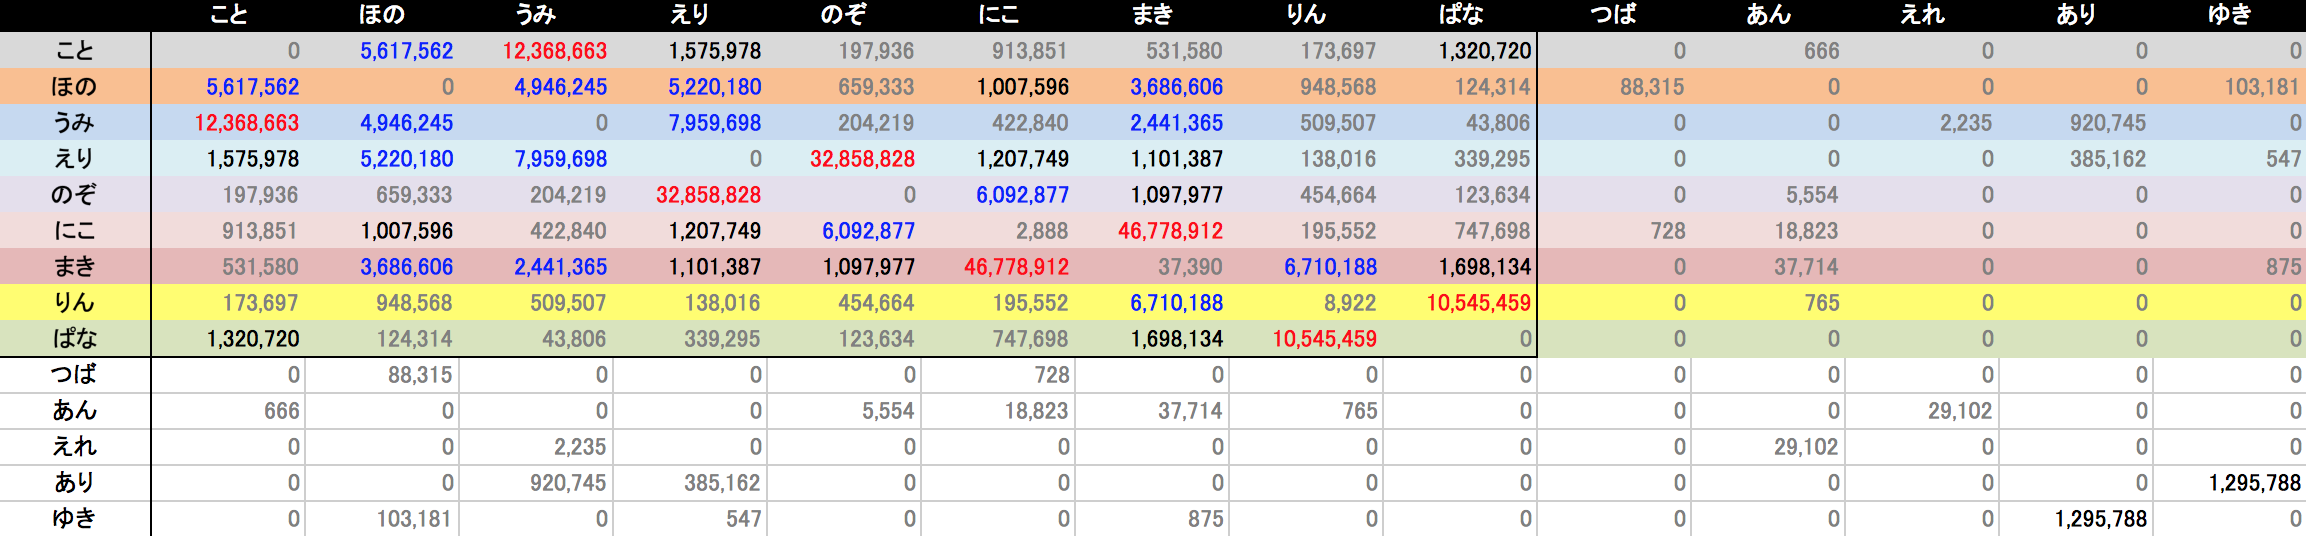 こと ほの うみ えり のぞ にこ まき りん ぱな つば あん えれ あり ゆき
こと 0 5,617,562 12,368,663 1,575,978 197,936 913,851 531,580 173,697 1,320,720 0 666 0 0 0
ほの 5,617,562 0 4,946,245 5,220,180 659,333 1,007,596 3,686,606 948,568 124,314 88,315 0 0 0 103,181
うみ 12,368,663 4,946,245 0 7,959,698 204,219 422,840 2,441,365 509,507 43,806 0 0 2,235 920,745 0
えり 1,575,978 5,220,180 7,959,698 0 32,858,828 1,207,749 1,101,387 138,016 339,295 0 0 0 385,162 547
のぞ 197,936 659,333 204,219 32,858,828 0 6,092,877 1,097,977 454,664 123,634 0 5,554 0 0 0
にこ 913,851 1,007,596 422,840 1,207,749 6,092,877 2,888 46,778,912 195,552 747,698 728 18,823 0 0 0
まき 531,580 3,686,606 2,441,365 1,101,387 1,097,977 46,778,912 37,390 6,710,188 1,698,134 0 37,714 0 0 875
りん 173,697 948,568 509,507 138,016 454,664 195,552 6,710,188 8,922 10,545,459 0 765 0 0 0
ぱな 1,320,720 124,314 43,806 339,295 123,634 747,698 1,698,134 10,545,459 0 0 0 0 0 0
つば 0 88,315 0 0 0 728 0 0 0 0 0 0 0 0
あん 666 0 0 0 5,554 18,823 37,714 765 0 0 0 29,102 0 0
えれ 0 0 2,235 0 0 0 0 0 0 0 29,102 0 0 0
あり 0 0 920,745 385,162 0 0 0 0 0 0 0 0 0 1,295,788
ゆき 0 103,181 0 547 0 0 875 0 0 0 0 0 1,295,788 0